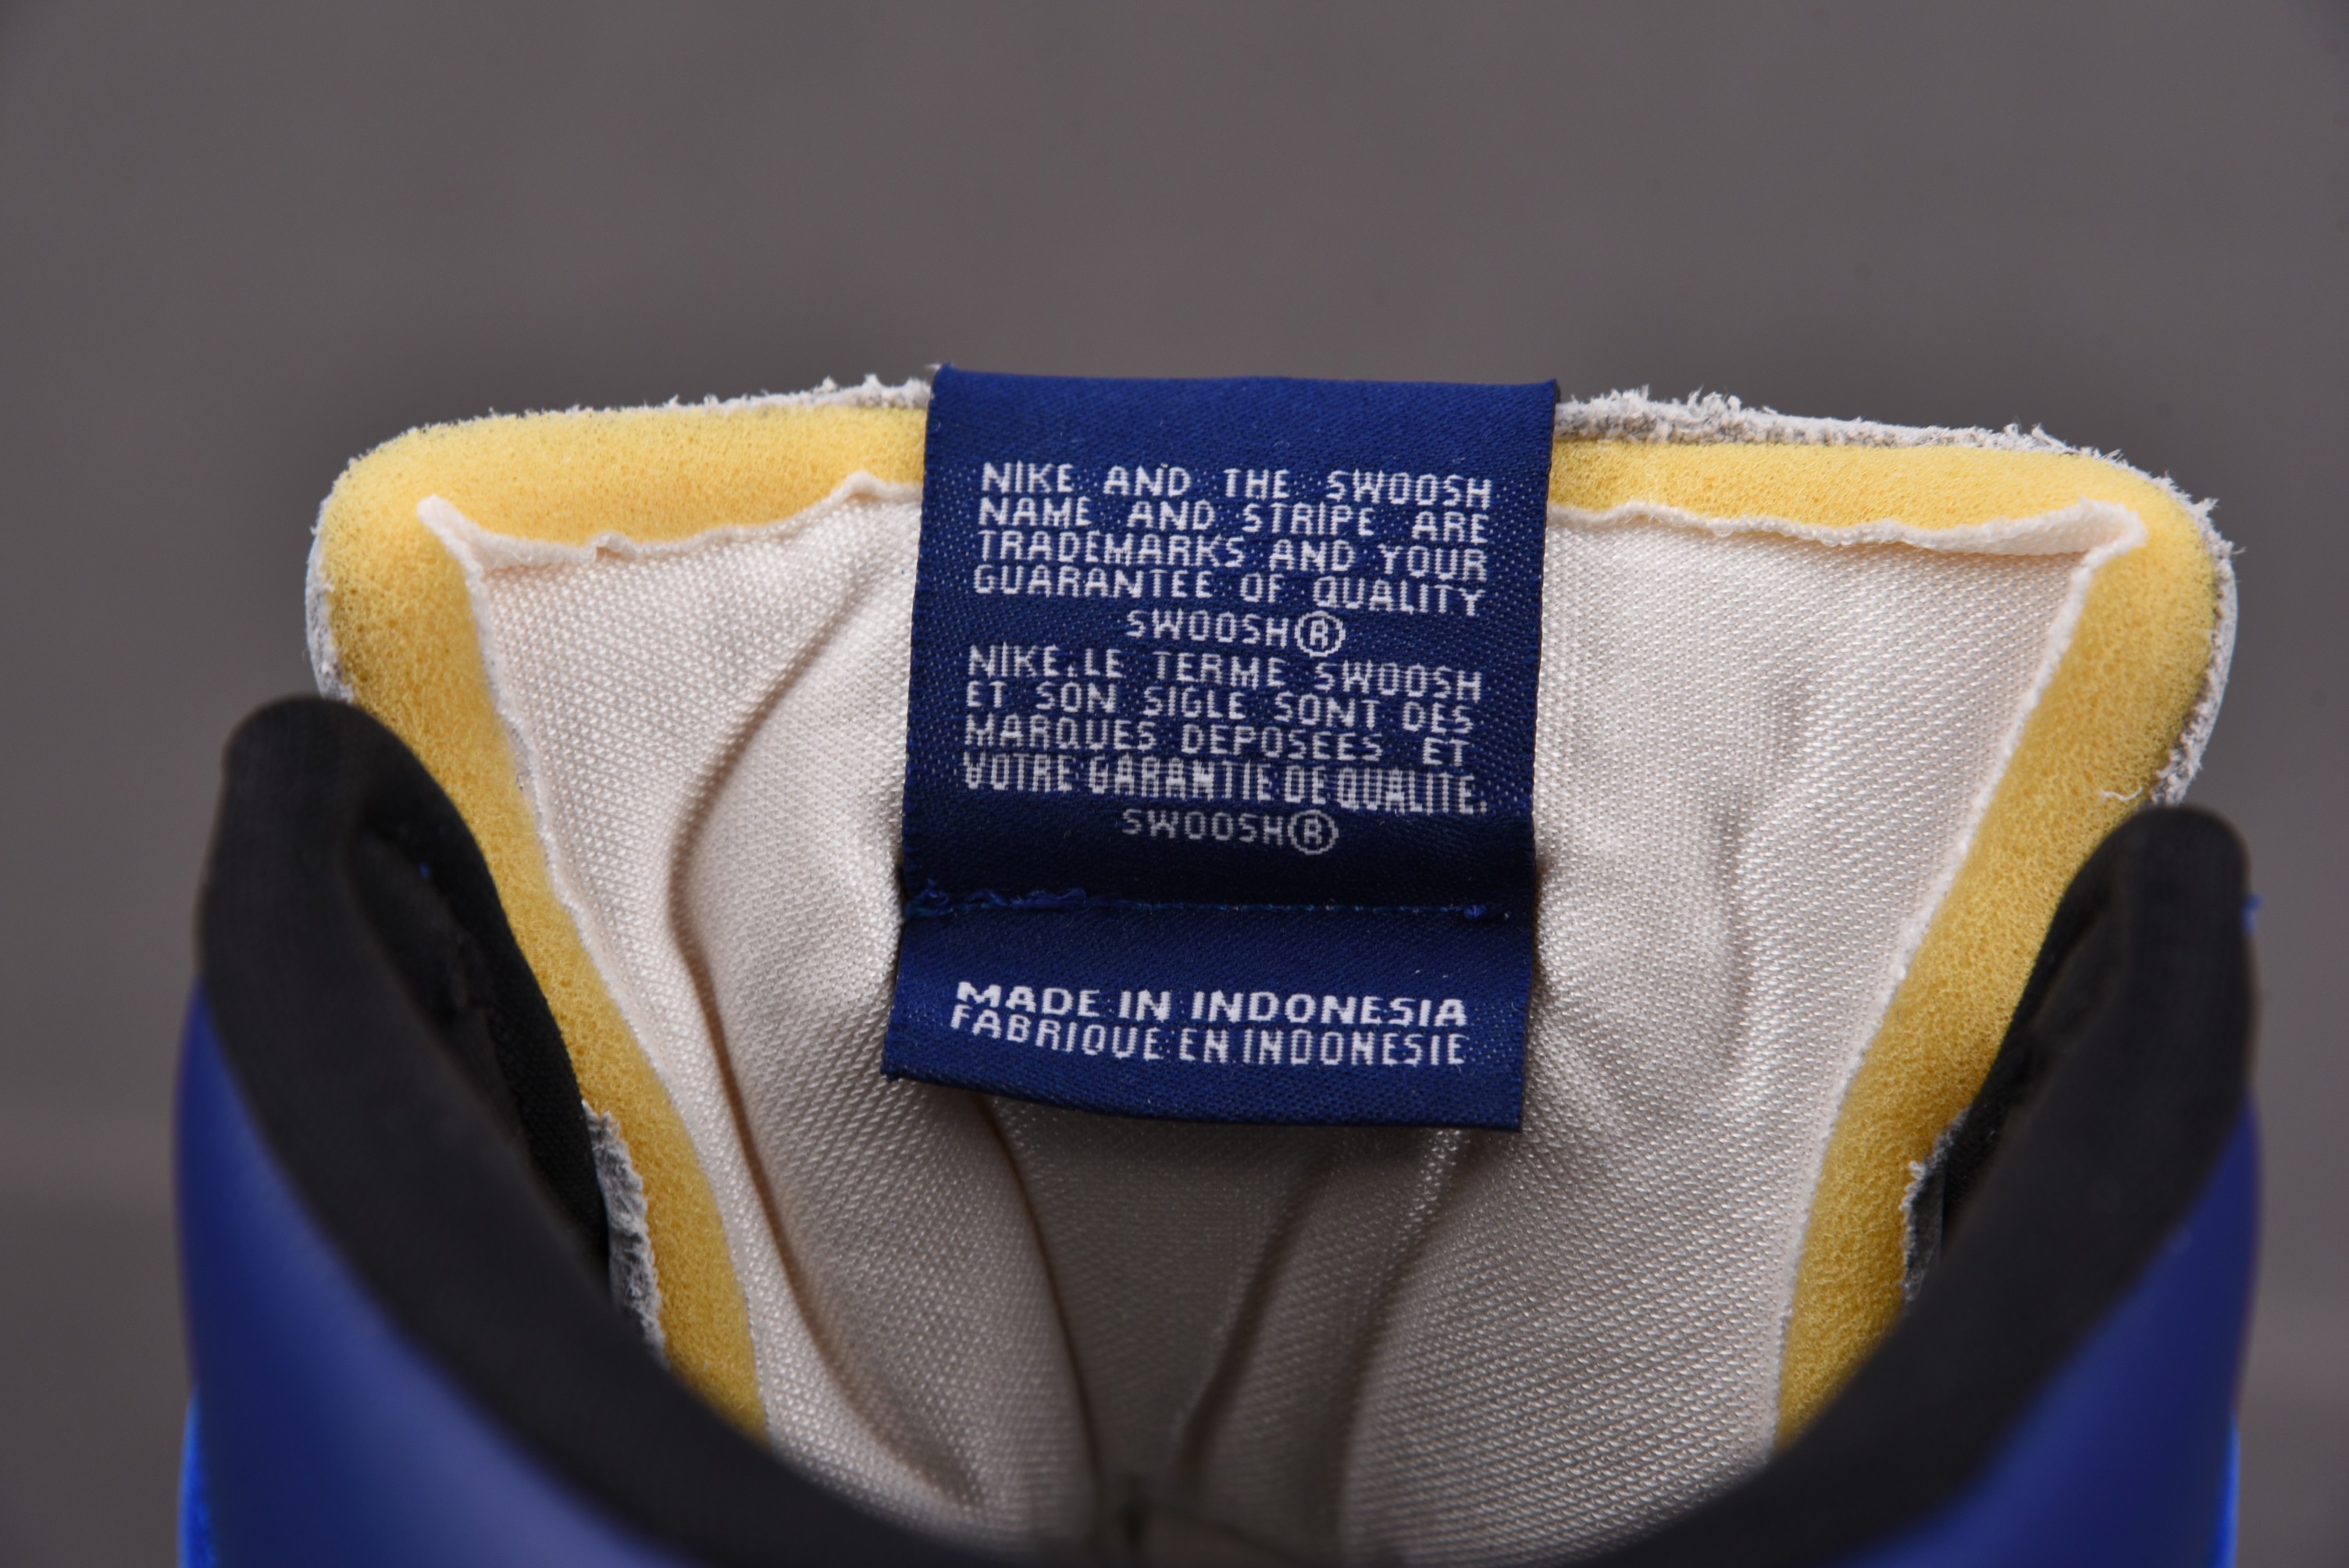 NIKE AND THE SWOOSH
NAME AND STRIPE ARE
TRADEMARKS AND YOUR
GUARANTEE OF QUALITY
SWOOSH®
NIKE.LE TERME SWOOSH
ET SON SIGLE SONT DES
MARQUES DEPOSEES ET
VOTRE GARANTIE DE QUALITE.
SWOOSH®
MADE IN INDONESIA
FABRIQUE EN INDONESIE